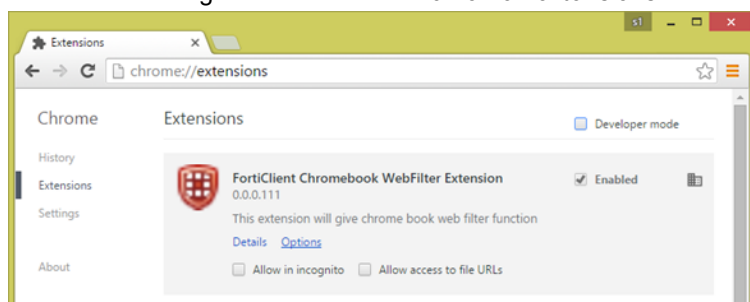 s1
Extensions
chrome://extensions
Chrome
Extensions
Developer mode
History
Extensions
Settings
About
FortiClient Chromebook WebFilter Extension
Enabled
0.0.0.111
This extension will give chrome book web filter function
Details Options
Allow in incognito Allow access to file URLs